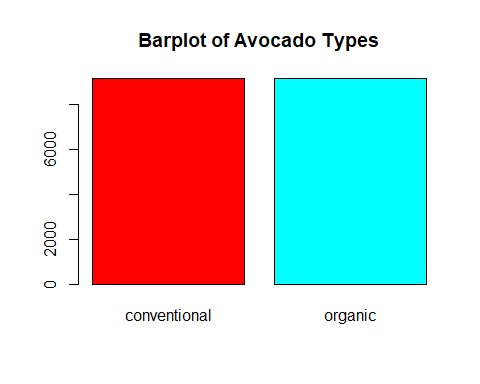 Barplot of Avocado Types
6000
2000
0
conventional organic